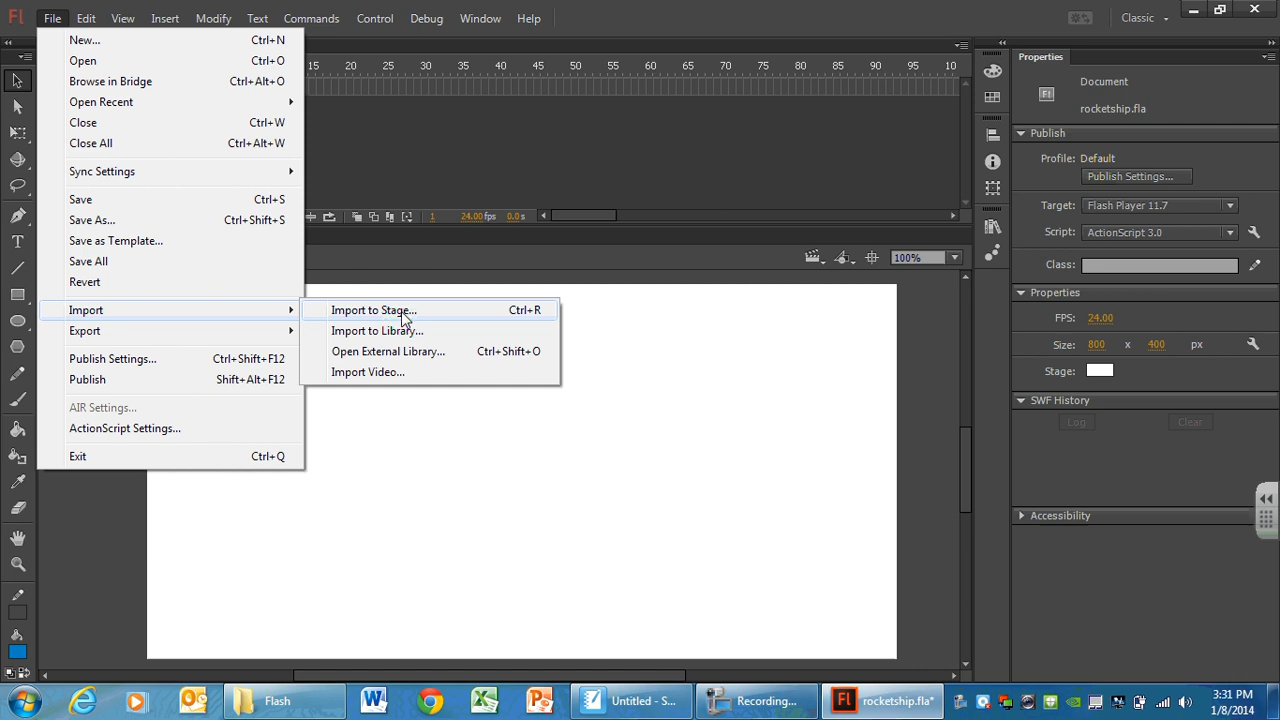 Fl File Edit View Insert Modify Text Commands Control Debug Window Help Classic
New... Ctrl+N
Open Ctrl+O
Browse in Bridge Ctrl+Alt+O
Open Recent
Close Ctrl+W
Close All Ctrl+Alt+W
Sync Settings
Save Ctrl+S
Save As... Ctrl+Shift+S
Save as Template...
Save All
Revert
Import
Export
Publish Settings... Ctrl+Shift+F12
Publish Shift+Alt+F12
AIR Settings...
ActionScript Settings...
Exit Ctrl+Q
Import to Stage... Ctrl+R
Import to Library...
Open External Library... Ctrl+Shift+O
Import Video...
15 20 25 30 35 40 45 50 55 60 65 70 75 80 85 90 95 10
1 24.00fps 0.0s
100%
Properties
Document
Fl rocketship.fla
Publish
Profile: Default
Publish Settings...
Target: Flash Player 11.7
Script: ActionScript 3.0
Class:
Properties
FPS: 24.00
Size: 800 x 400 px
Stage:
SWF History
Log Clear
Accessibility
Flash Untitled - S... Recording... Fl rocketship.fla*
3:31 PM
1/8/2014